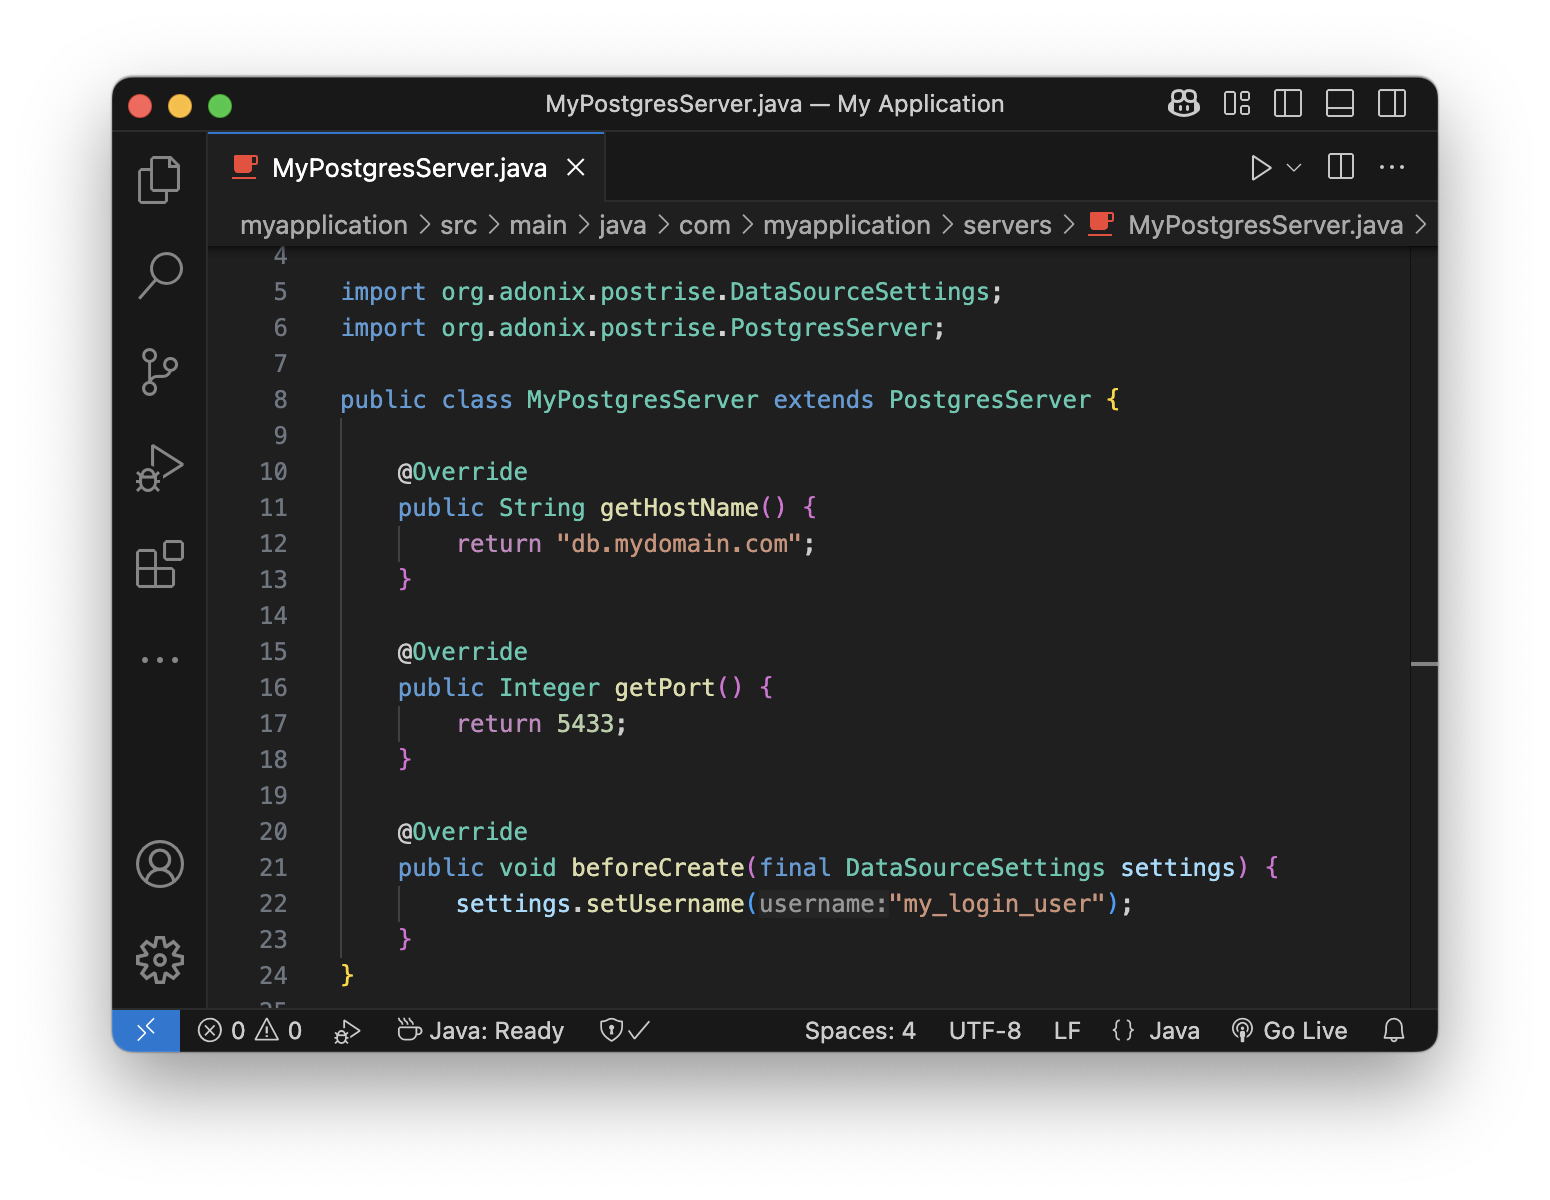 MyPostgresServer.java — My Application
MyPostgresServer.java
myapplication > src > main > java > com > myapplication > servers > MyPostgresServer.java >
4
5 import org.adonix.postrise.DataSourceSettings;
6 import org.adonix.postrise.PostgresServer;
7
8 public class MyPostgresServer extends PostgresServer {
9
10     @Override
11     public String getHostName() {
12         return "db.mydomain.com";
13     }
14
15     @Override
16     public Integer getPort() {
17         return 5433;
18     }
19
20     @Override
21     public void beforeCreate(final DataSourceSettings settings) {
22         settings.setUsername(username:"my_login_user");
23     }
24 }
25
0 0 Java: Ready Spaces: 4 UTF-8 LF {} Java Go Live